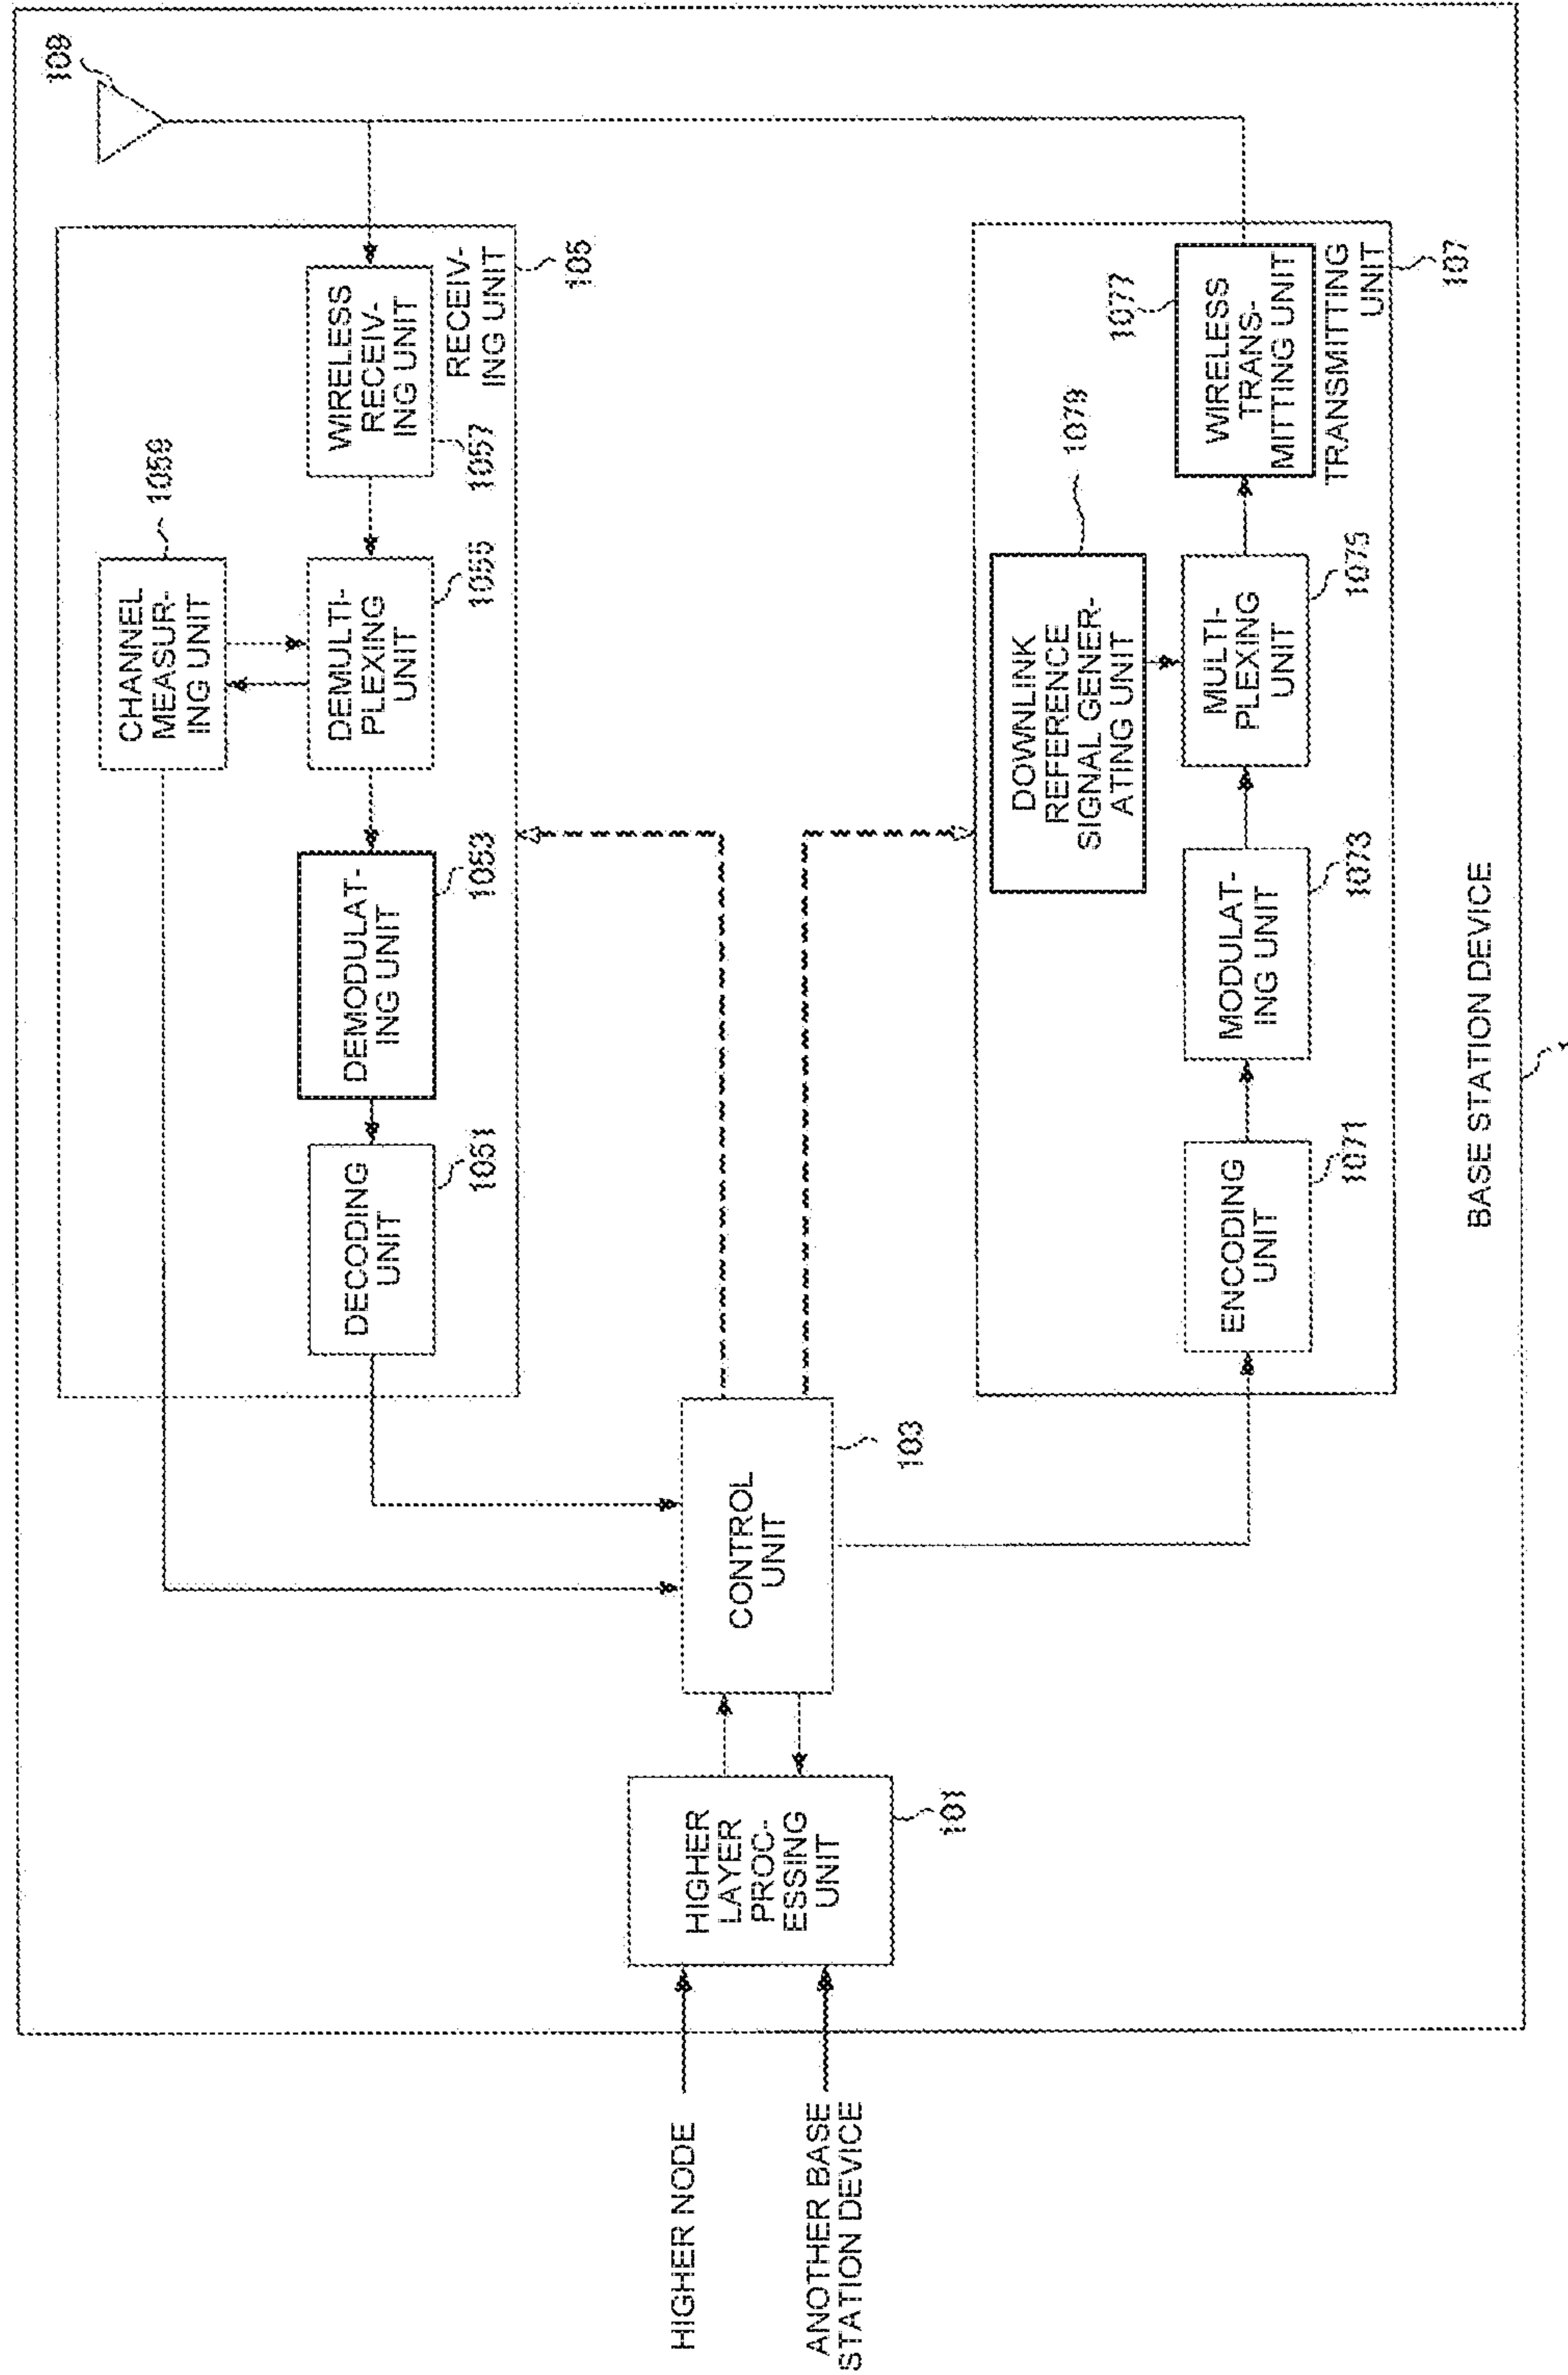 109
CHANNEL
MEASUR-
ING UNIT
1059
DECODING
UNIT
1051
DEMODULAT-
ING UNIT
1053
DEMULTI-
PLEXING
UNIT
1055
WIRELESS
RECEIV-
ING UNIT
1057
RECEIV-
ING UNIT
105
HIGHER NODE
ANOTHER BASE
STATION DEVICE
HIGHER
LAYER
PROC-
ESSING
UNIT
101
CONTROL
UNIT
103
DOWNLINK
REFERENCE
SIGNAL GENER-
ATING UNIT
1079
ENCODING
UNIT
1071
MODULAT-
ING UNIT
1073
MULTI-
PLEXING
UNIT
1075
WIRELESS
TRANS-
MITTING UNIT
1077
TRANSMITTING
UNIT
107
BASE STATION DEVICE